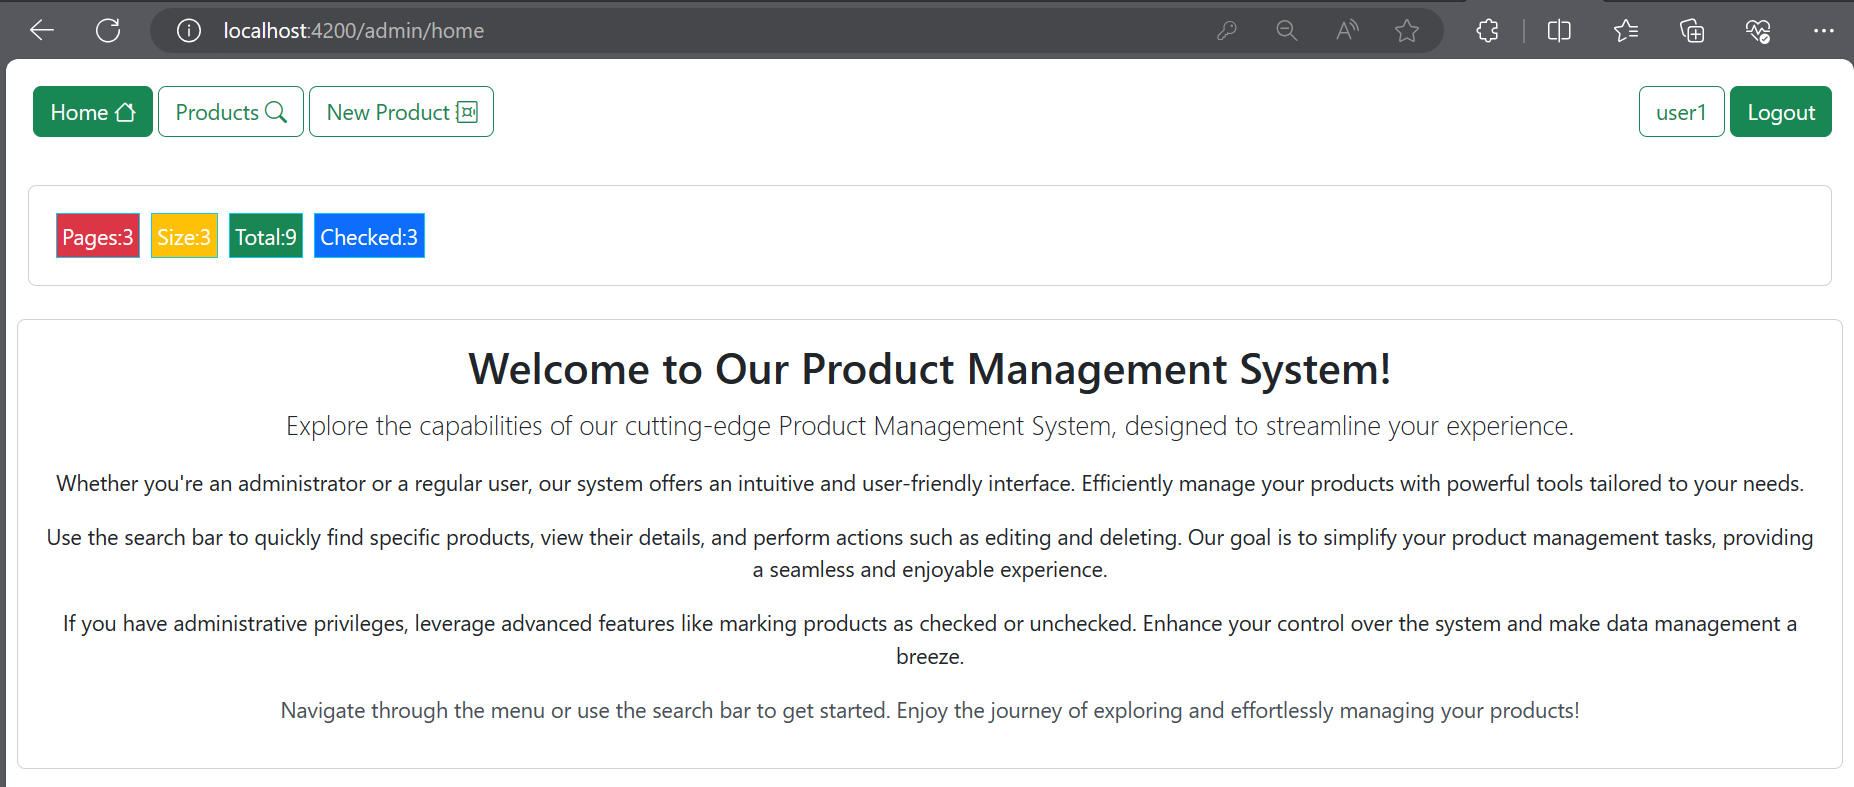 localhost:4200/admin/home
Home Products New Product user1 Logout
Pages:3 Size:3 Total:9 Checked:3
Welcome to Our Product Management System!
Explore the capabilities of our cutting-edge Product Management System, designed to streamline your experience.
Whether you're an administrator or a regular user, our system offers an intuitive and user-friendly interface. Efficiently manage your products with powerful tools tailored to your needs.
Use the search bar to quickly find specific products, view their details, and perform actions such as editing and deleting. Our goal is to simplify your product management tasks, providing
a seamless and enjoyable experience.
If you have administrative privileges, leverage advanced features like marking products as checked or unchecked. Enhance your control over the system and make data management a
breeze.
Navigate through the menu or use the search bar to get started. Enjoy the journey of exploring and effortlessly managing your products!